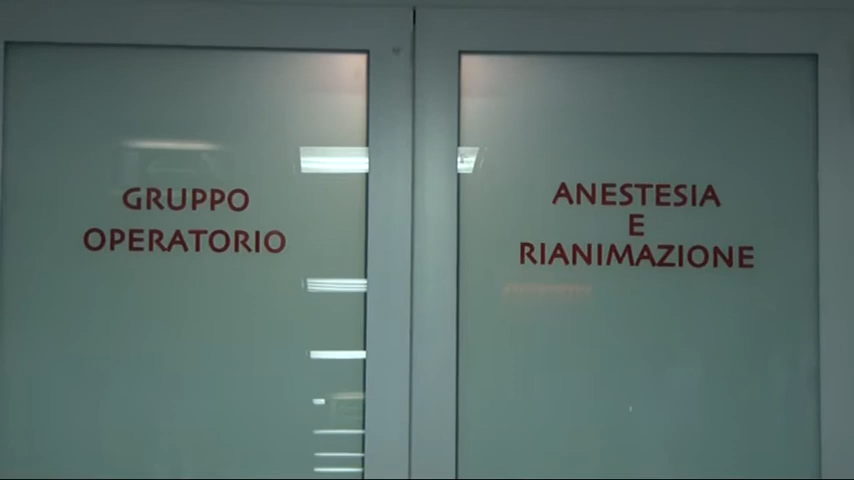 GRUPPO
OPERATORIO
ANESTESIA
E
RIANIMAZIONE